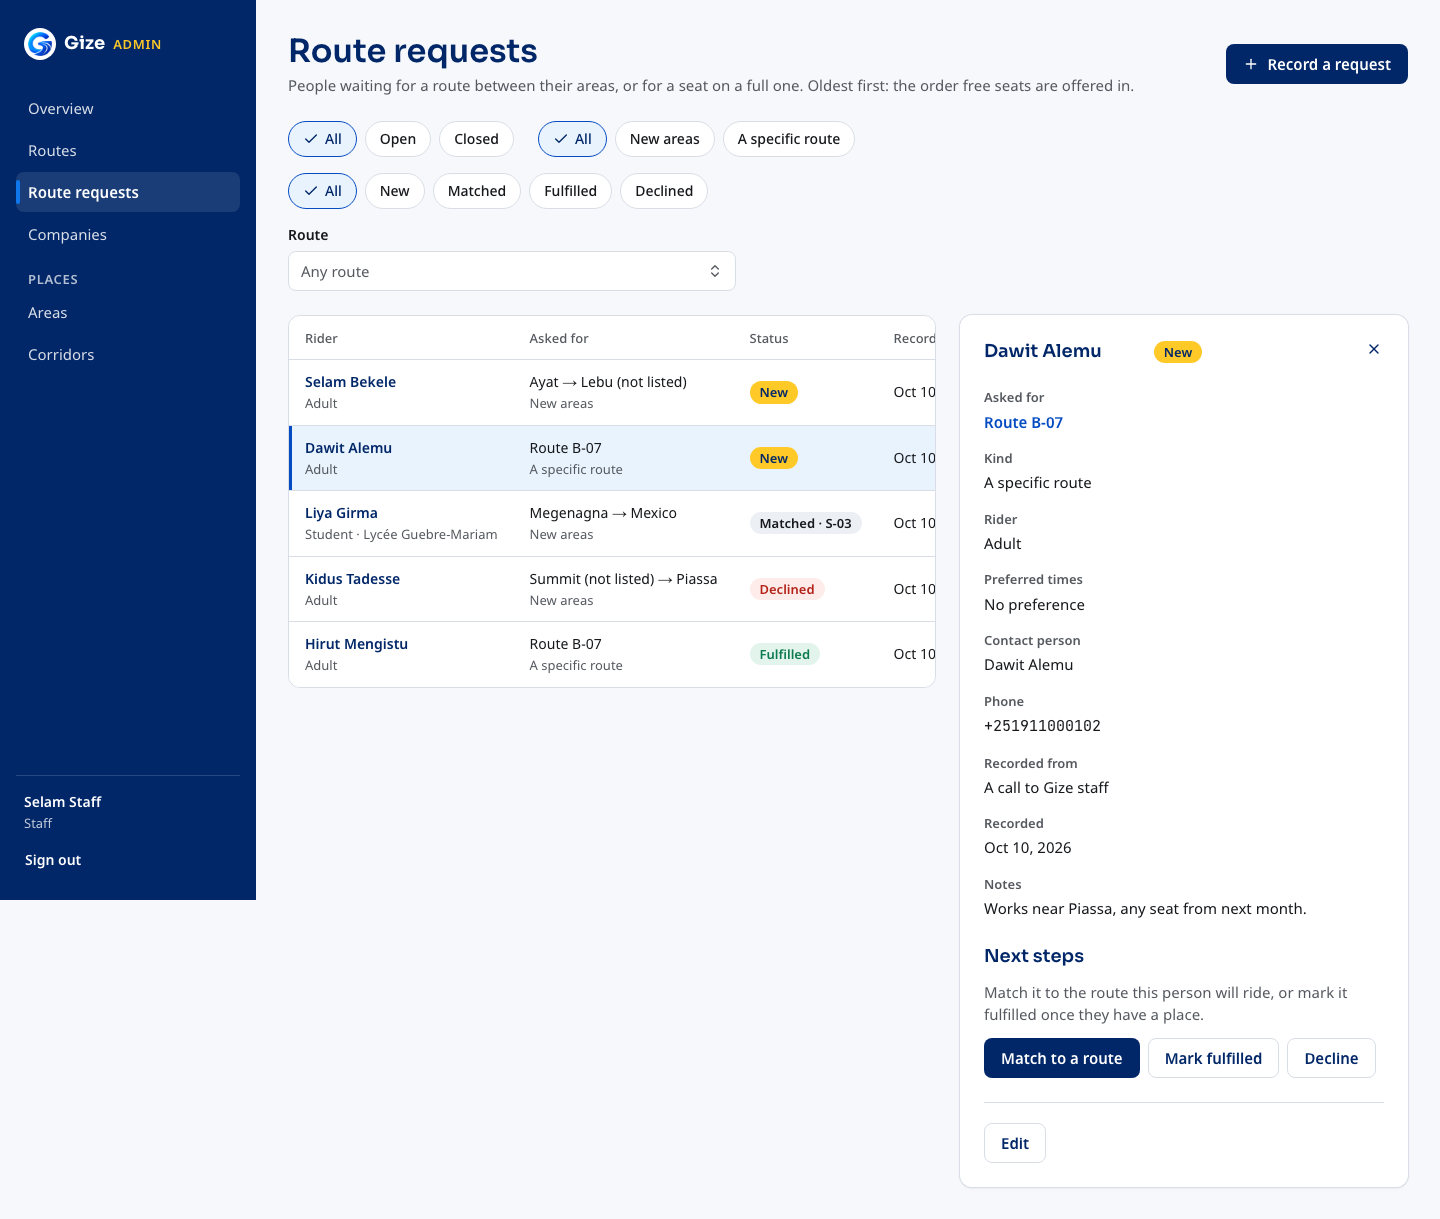 Gize ADMIN
Overview
Routes
Route requests
Companies
PLACES
Areas
Corridors
Selam Staff
Staff
Sign out
Route requests
People waiting for a route between their areas, or for a seat on a full one. Oldest first: the order free seats are offered in.
+ Record a request
All Open Closed All New areas A specific route
All New Matched Fulfilled Declined
Route
Any route
Rider Asked for Status Record
Selam Bekele Ayat → Lebu (not listed) New Oct 10
Adult New areas
Dawit Alemu Route B-07 New Oct 10
Adult A specific route
Liya Girma Megenagna → Mexico Matched · S-03 Oct 10
Student · Lycée Guebre-Mariam New areas
Kidus Tadesse Summit (not listed) → Piassa Declined Oct 10
Adult New areas
Hirut Mengistu Route B-07 Fulfilled Oct 10
Adult A specific route
Dawit Alemu New
Asked for
Route B-07
Kind
A specific route
Rider
Adult
Preferred times
No preference
Contact person
Dawit Alemu
Phone
+251911000102
Recorded from
A call to Gize staff
Recorded
Oct 10, 2026
Notes
Works near Piassa, any seat from next month.
Next steps
Match it to the route this person will ride, or mark it
fulfilled once they have a place.
Match to a route Mark fulfilled Decline
Edit